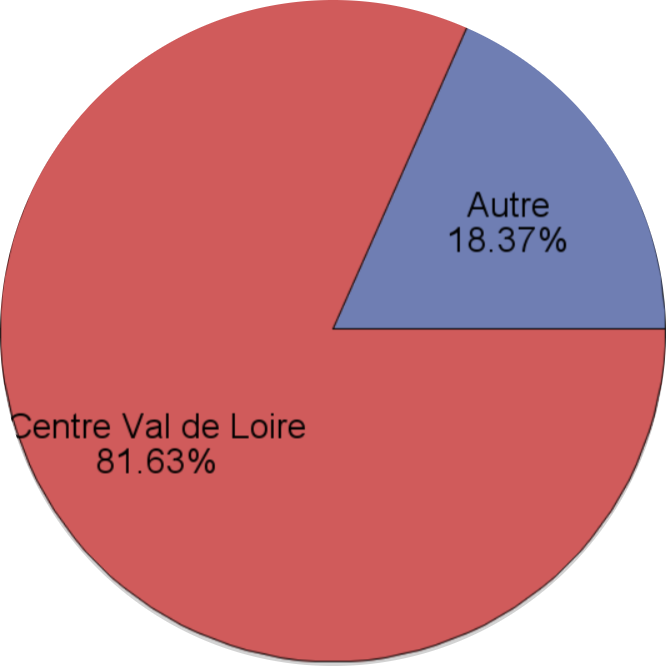 Autre
18.37%
Centre Val de Loire
81.63%